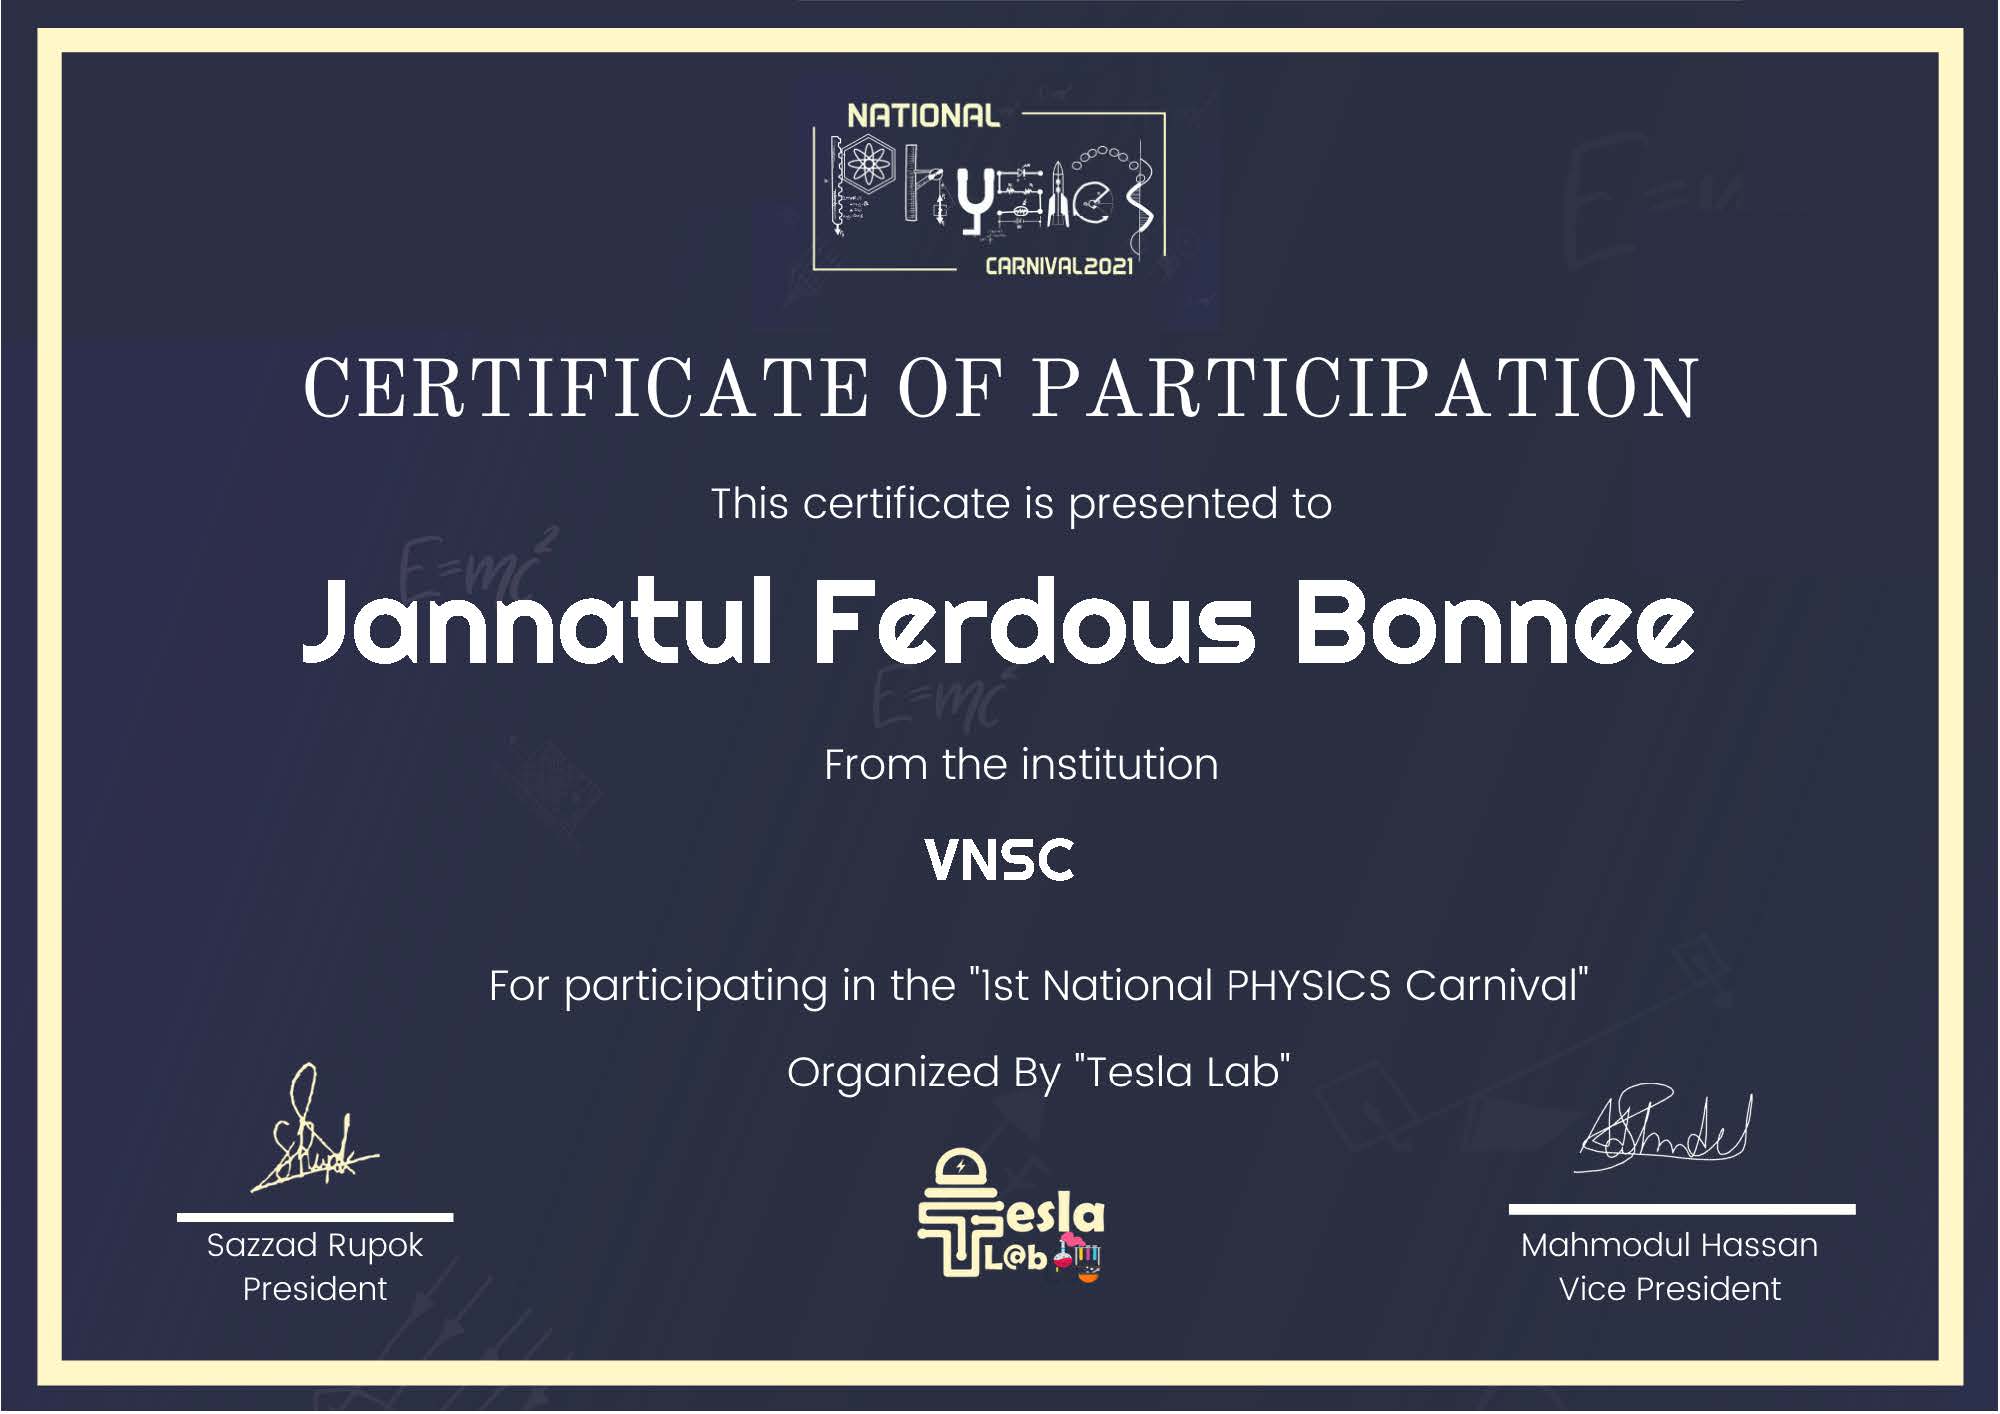 NATIONAL
Physics
CARNIVAL2021
CERTIFICATE OF PARTICIPATION
This certificate is presented to
E=mc²
Jannatul Ferdous Bonnee
E=mc²
From the institution
VNSC
For participating in the "1st National PHYSICS Carnival"
Organized By "Tesla Lab"
Tesla
L@b
Sazzad Rupok
President
Mahmodul Hassan
Vice President